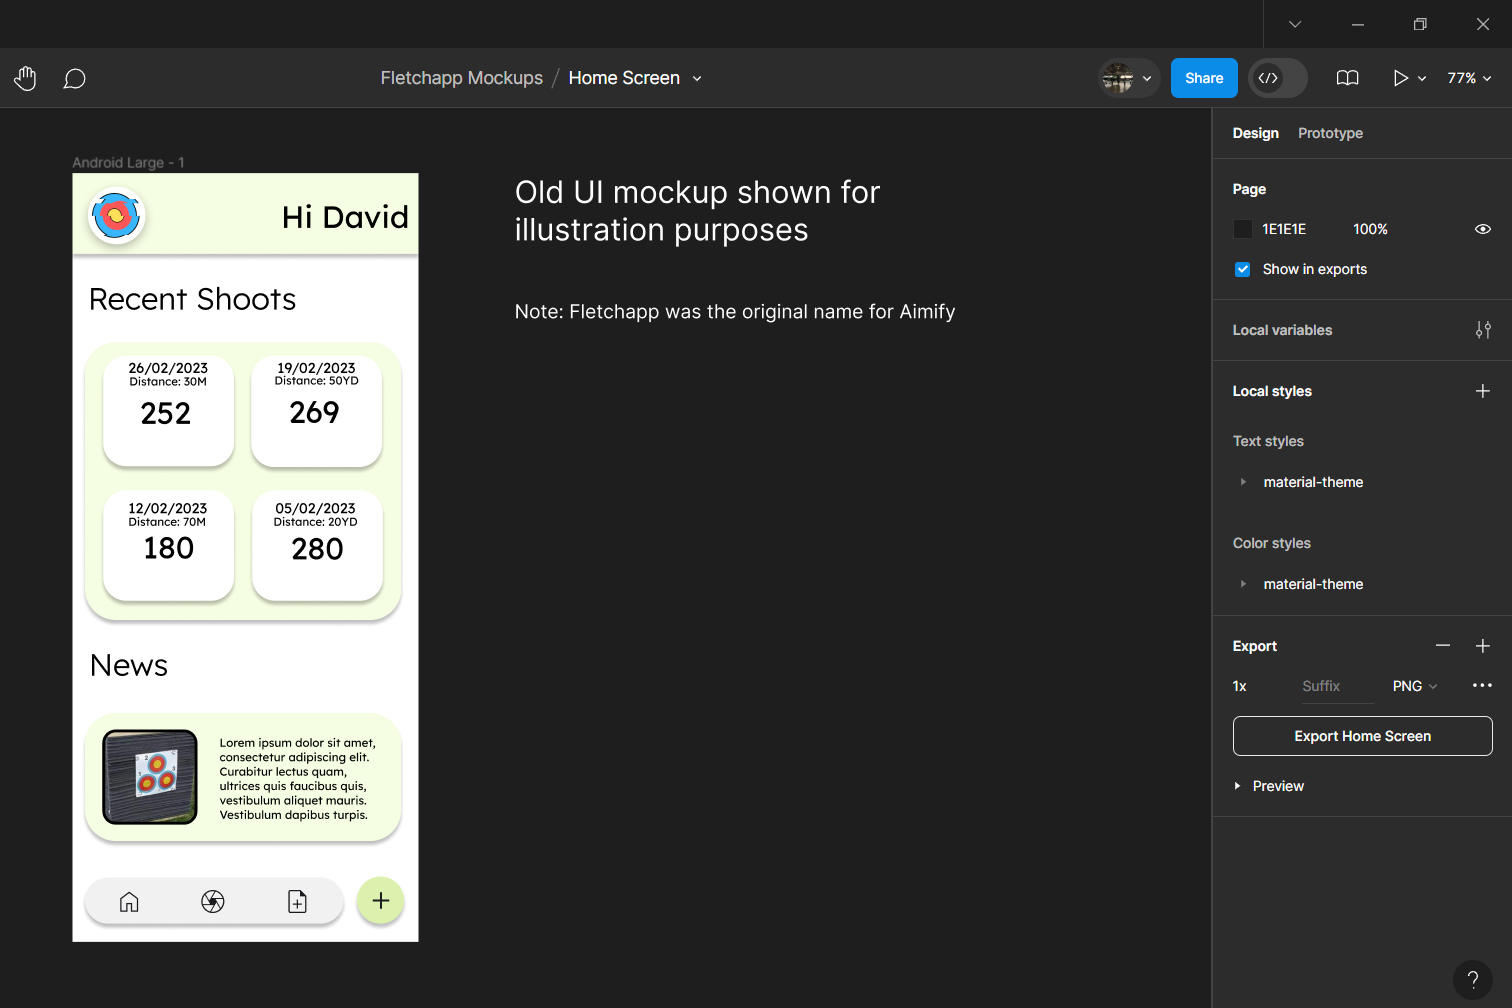 Fletchapp Mockups / Home Screen
Share
77%
Design Prototype
Page
1E1E1E 100%
Show in exports
Local variables
Local styles
Text styles
material-theme
Color styles
material-theme
Export
1x Suffix PNG
Export Home Screen
Preview
?
Android Large - 1
Hi David
Recent Shoots
26/02/2023
Distance: 30M
252
19/02/2023
Distance: 50YD
269
12/02/2023
Distance: 70M
180
05/02/2023
Distance: 20YD
280
News
Lorem ipsum dolor sit amet,
consectetur adipiscing elit.
Curabitur lectus quam,
ultrices quis faucibus quis,
vestibulum aliquet mauris.
Vestibulum dapibus turpis.
Old UI mockup shown for
illustration purposes
Note: Fletchapp was the original name for Aimify